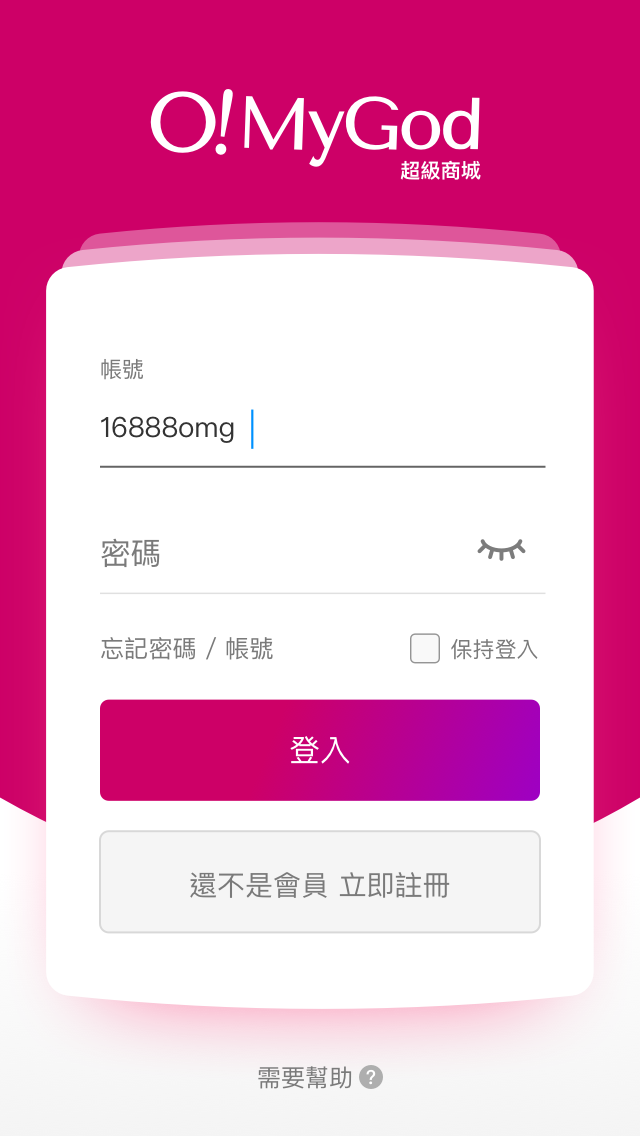 O!MyGod
超級商城
帳號
16888omg
密碼
忘記密碼 / 帳號
保持登入
登入
還不是會員 立即註冊
需要幫助 ?